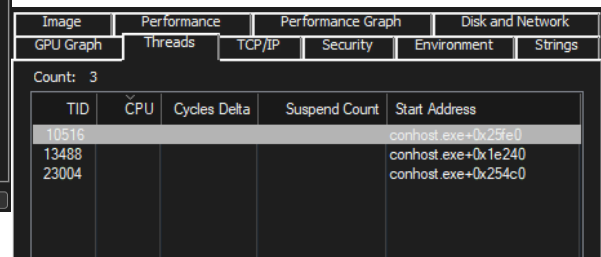 Image Performance Performance Graph Disk and Network
GPU Graph Threads TCP/IP Security Environment Strings
Count: 3
TID CPU Cycles Delta Suspend Count Start Address
10516 conhost.exe+0x25fe0
13488 conhost.exe+0x1e240
23004 conhost.exe+0x254c0